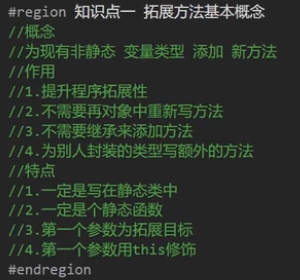 #region 知识点一 拓展方法基本概念
//概念
//为现有非静态 变量类型 添加 新方法
//作用
//1.提升程序拓展性
//2.不需要再对象中重新写方法
//3.不需要继承来添加方法
//4.为别人封装的类型写额外的方法
//特点
//1.一定是写在静态类中
//2.一定是个静态函数
//3.第一个参数为拓展目标
//4.第一个参数用this修饰
#endregion